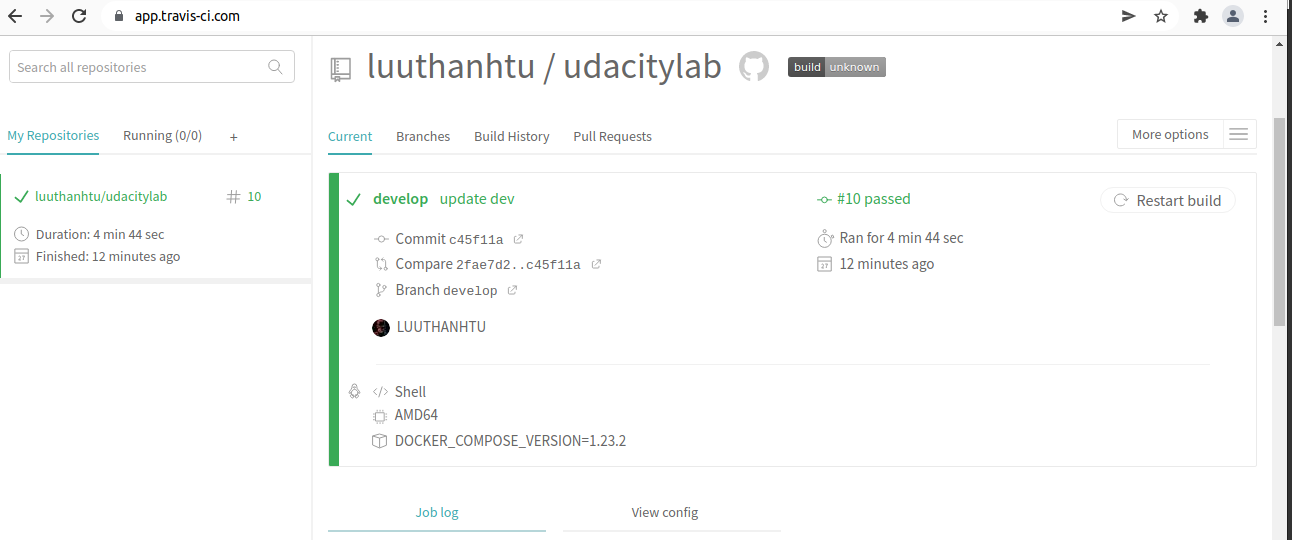 app.travis-ci.com
Search all repositories
My Repositories Running (0/0) +
luuthanhtu/udacitylab # 10
Duration: 4 min 44 sec
Finished: 12 minutes ago
luuthanhtu / udacitylab build unknown
Current Branches Build History Pull Requests More options
develop update dev #10 passed Restart build
Commit c45f11a Ran for 4 min 44 sec
Compare 2fae7d2..c45f11a 12 minutes ago
Branch develop
LUUTHANHTU
Shell
AMD64
DOCKER_COMPOSE_VERSION=1.23.2
Job log View config